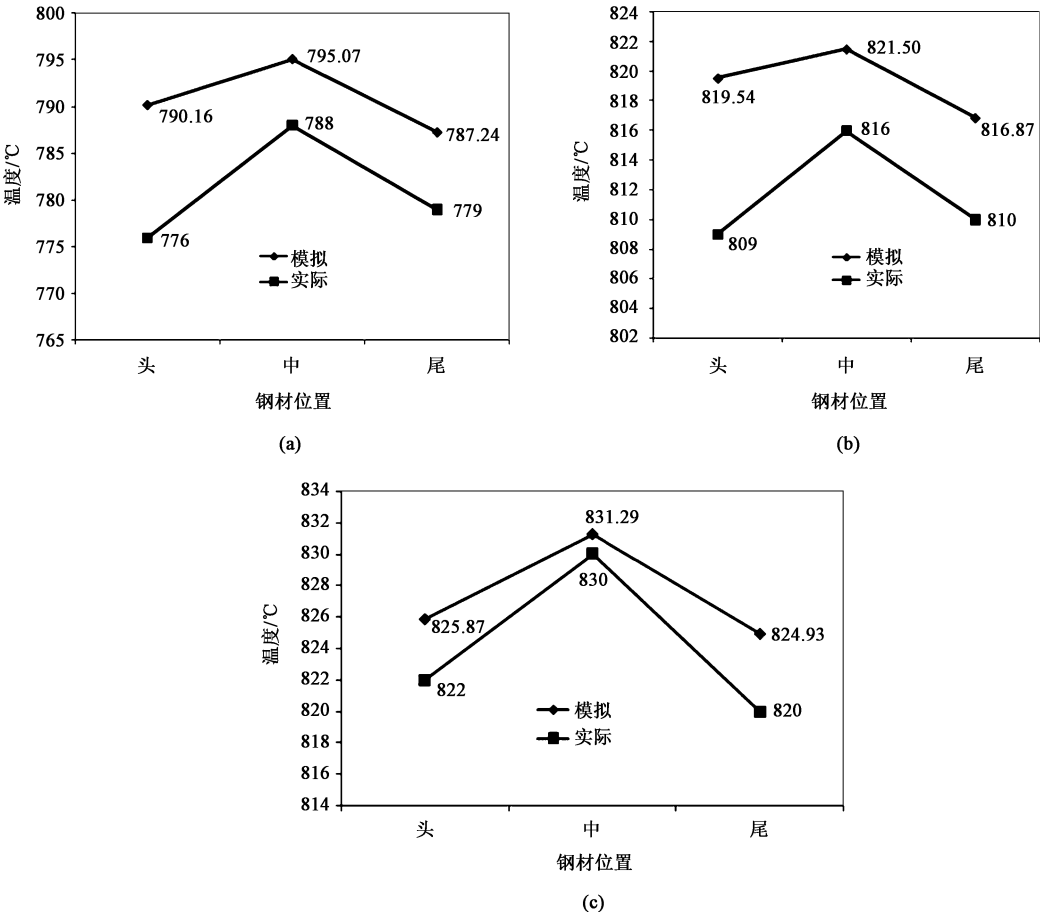 800
795
790
785
780
775
770
765
温度/℃
790.16
795.07
787.24
776
788
779
模拟
实际
头
中
尾
钢材位置
(a)
824
822
820
818
816
814
812
810
808
806
804
802
温度/℃
819.54
821.50
816.87
809
816
810
模拟
实际
头
中
尾
钢材位置
(b)
834
832
830
828
826
824
822
820
818
816
814
温度/℃
825.87
831.29
824.93
822
830
820
模拟
实际
头
中
尾
钢材位置
(c)